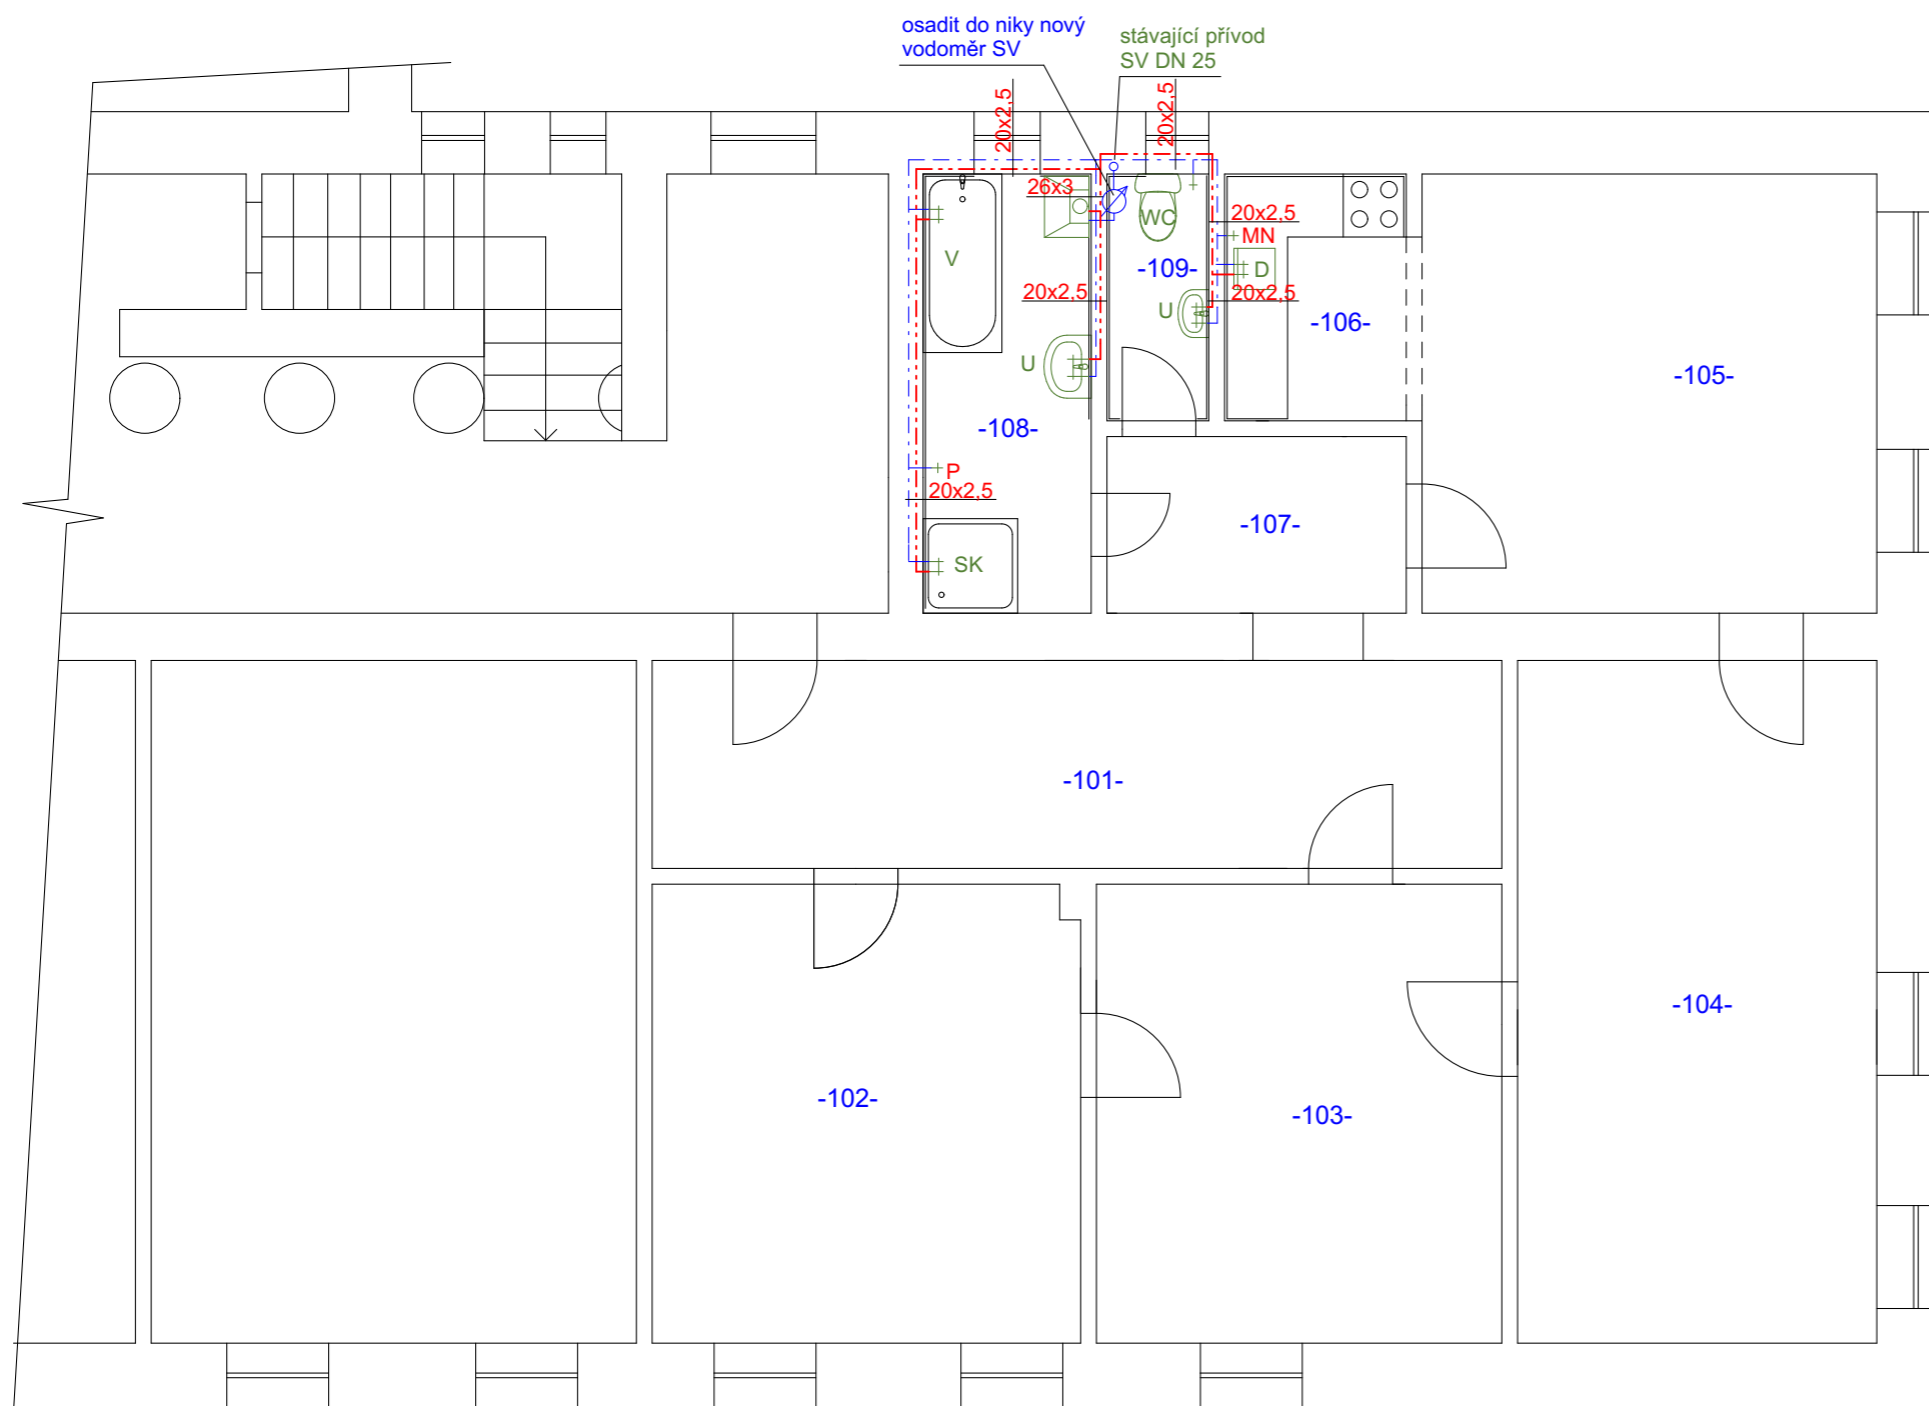 osadit do niky nový
vodoměr SV
stávající přívod
SV DN 25
20x2,5
20x2,5
26x3
WC
20x2,5
MN
V
-109-
D
20x2,5
20x2,5
U
-106-
U
-105-
-108-
P
20x2,5
-107-
SK
-101-
-104-
-102-
-103-